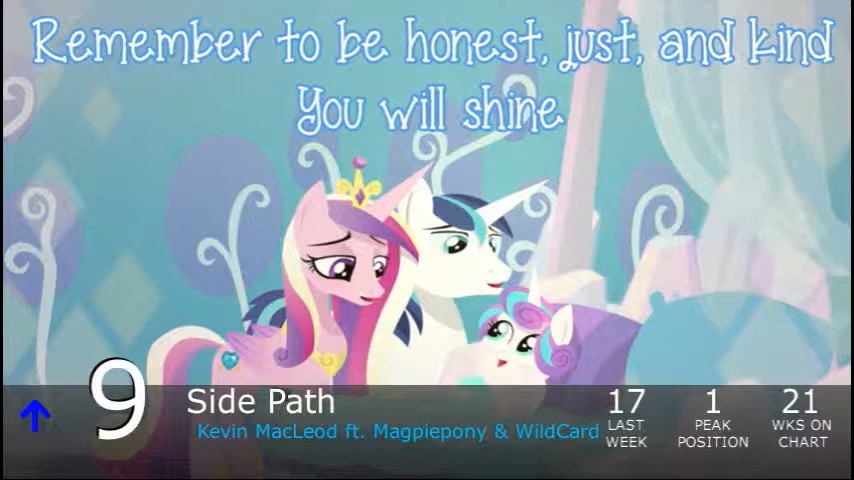 Remember to be honest, just, and kind
You will shine
9
Side Path
Kevin MacLeod ft. Magpiepony & WildCard
17
LAST
WEEK
1
PEAK
POSITION
21
WKS ON
CHART